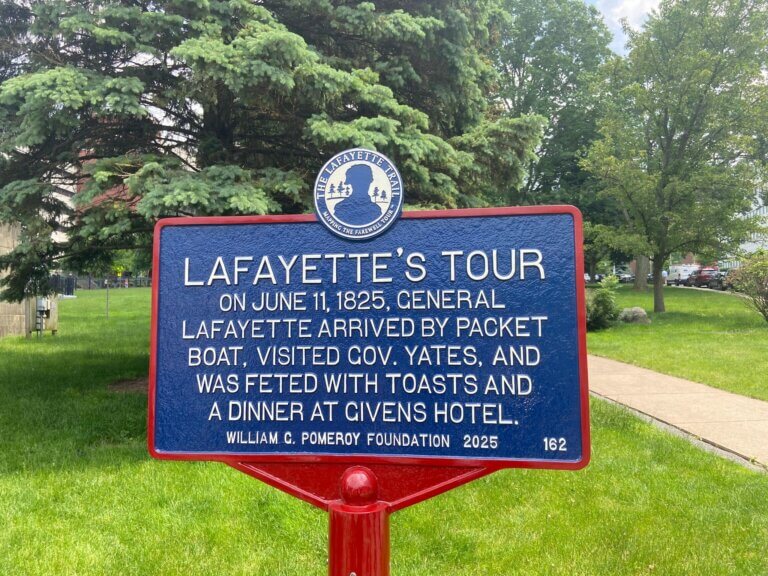 THE LAFAYETTE TRAIL
MAPPING THE FAREWELL TOUR
LAFAYETTE'S TOUR
ON JUNE 11, 1825, GENERAL
LAFAYETTE ARRIVED BY PACKET
BOAT, VISITED GOV. YATES, AND
WAS FETED WITH TOASTS AND
A DINNER AT GIVENS HOTEL.
WILLIAM G. POMEROY FOUNDATION 2025 162